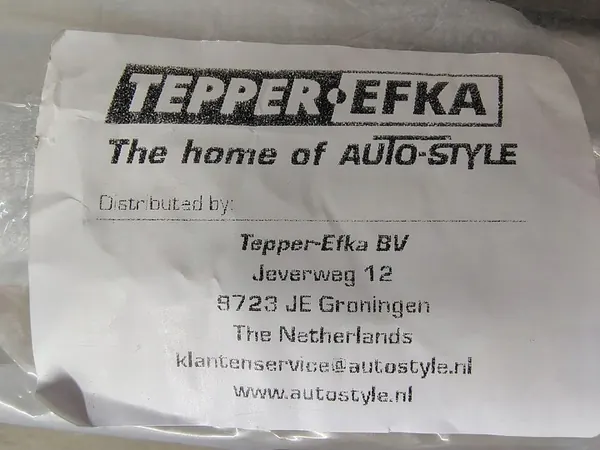 TEPPER·EFKA
The home of AUTO-STYLE
Distributed by:
Tepper-Efka BV
Jeverweg 12
9723 JE Groningen
The Netherlands
klantenservice@autostyle.nl
www.autostyle.nl